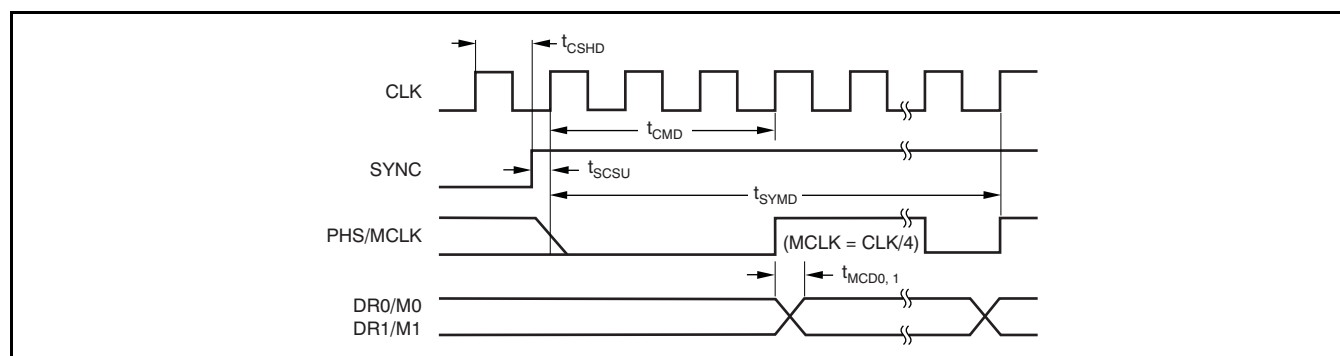 tCSHD
CLK
tCMD
SYNC
tSCSU
tSYMD
PHS/MCLK
(MCLK = CLK/4)
tMCD0, 1
DR0/M0
DR1/M1